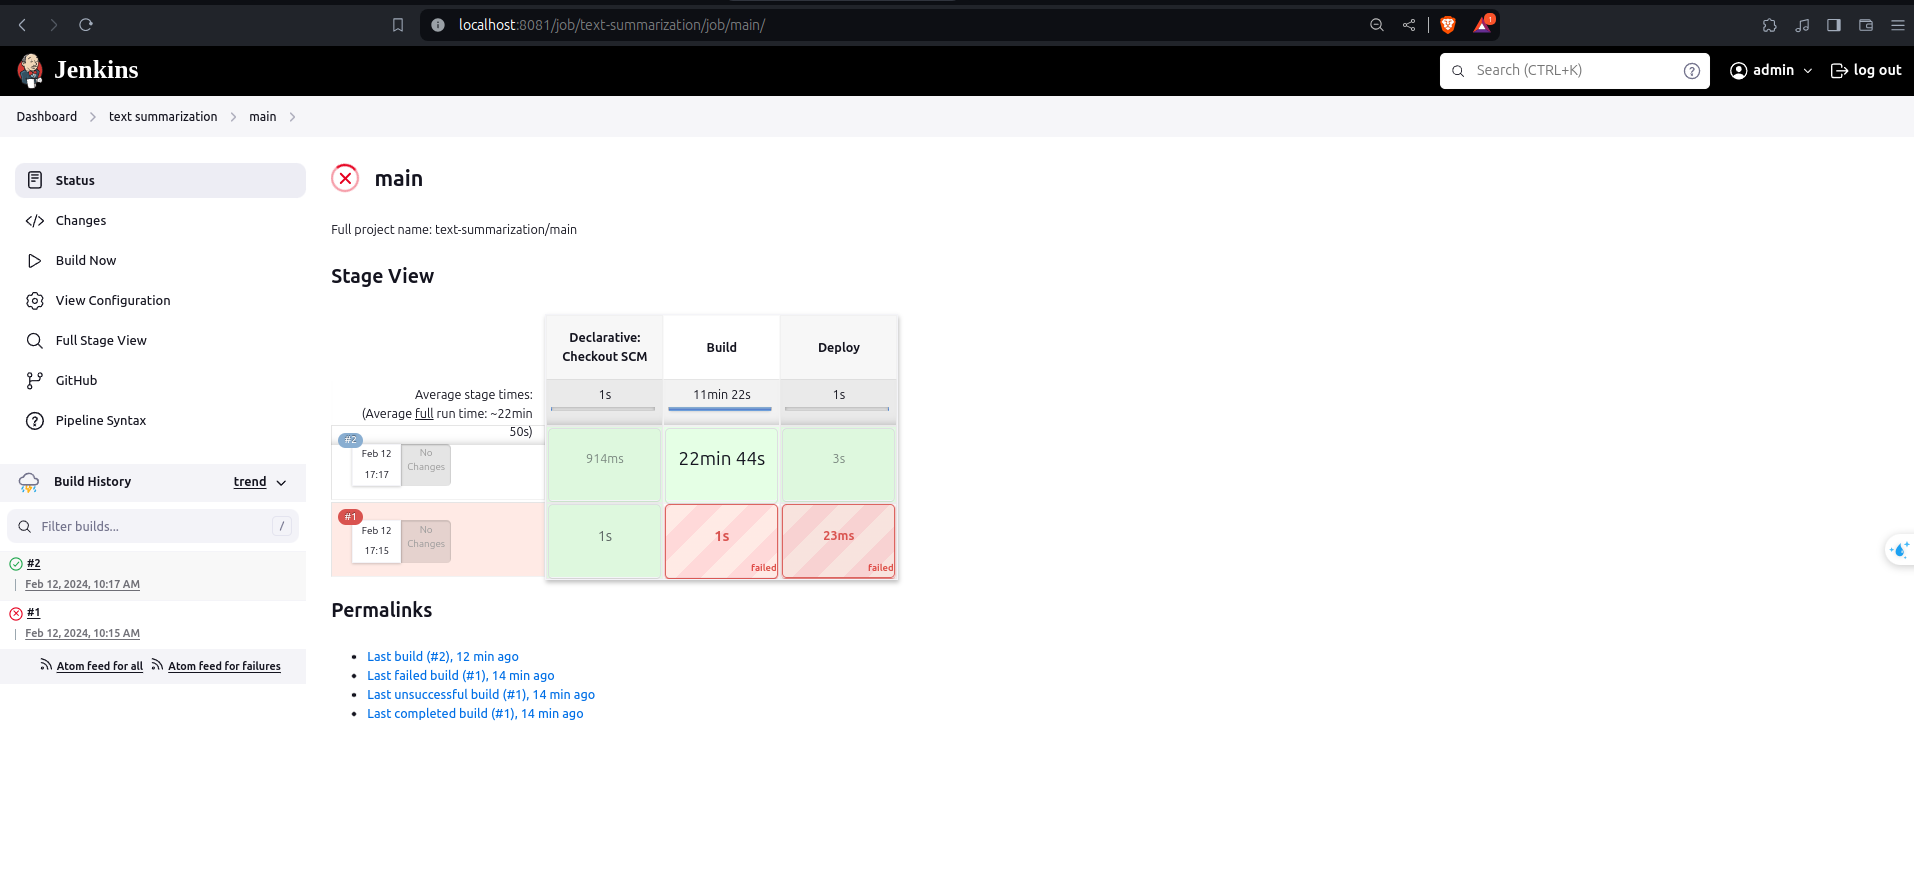 localhost:8081/job/text-summarization/job/main/
1
Jenkins
Search (CTRL+K)
admin
log out
Dashboard
text summarization
main
Status
Changes
Build Now
View Configuration
Full Stage View
GitHub
Pipeline Syntax
Build History
trend
Filter builds...
/
#2
Feb 12, 2024, 10:17 AM
#1
Feb 12, 2024, 10:15 AM
Atom feed for all
Atom feed for failures
main
Full project name: text-summarization/main
Stage View
Declarative:
Checkout SCM
Build
Deploy
Average stage times:
(Average full run time: ~22min
50s)
1s
11min 22s
1s
#2
Feb 12
17:17
No
Changes
914ms
22min 44s
3s
#1
Feb 12
17:15
No
Changes
1s
1s
failed
23ms
failed
Permalinks
Last build (#2), 12 min ago
Last failed build (#1), 14 min ago
Last unsuccessful build (#1), 14 min ago
Last completed build (#1), 14 min ago